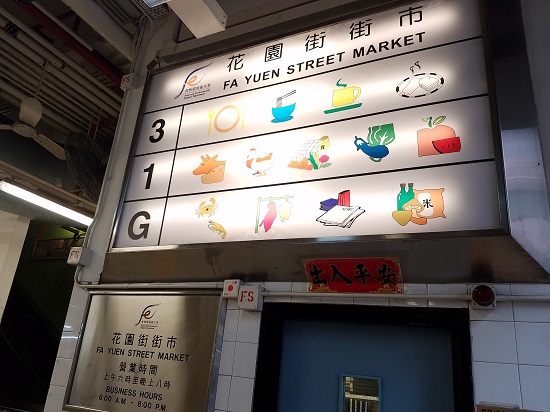 花園街街市
FA YUEN STREET MARKET
3
1
G
米
出入平安
FS
FS
花園街街市
FA YUEN STREET MARKET
營業時間
上午六時至晚上八時
BUSINESS HOURS
6:00 AM - 8:00 PM